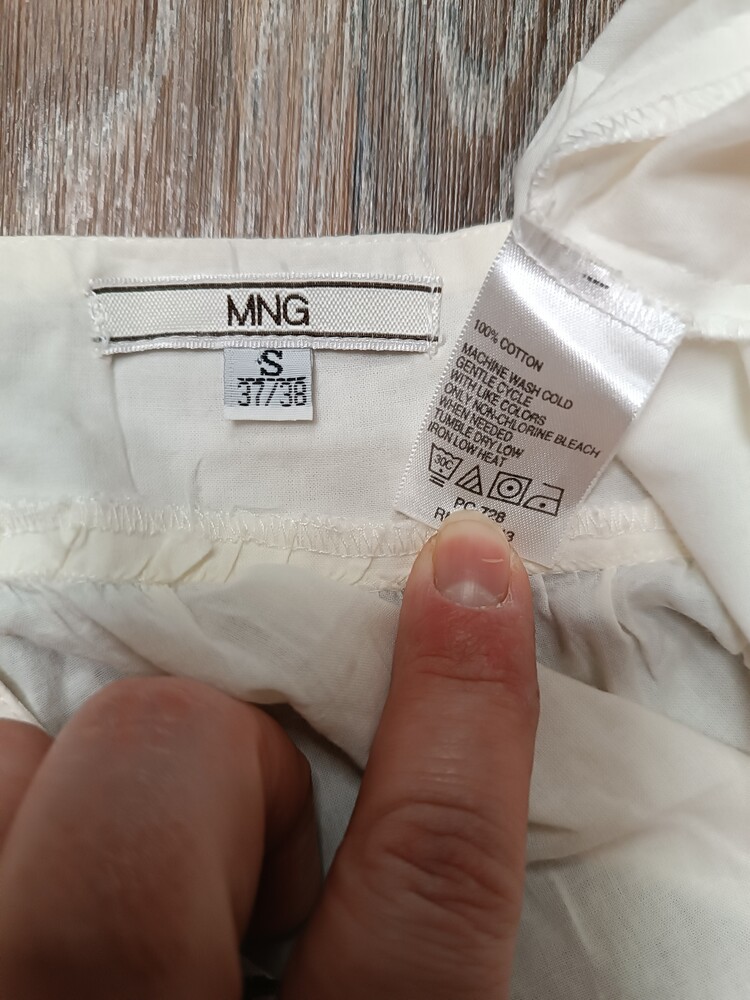 MNG
S
37/38
100% COTTON
MACHINE WASH COLD
GENTLE CYCLE
WITH LIKE COLORS
ONLY NON-CHLORINE BLEACH
WHEN NEEDED
TUMBLE DRY LOW
IRON LOW HEAT
30C
728